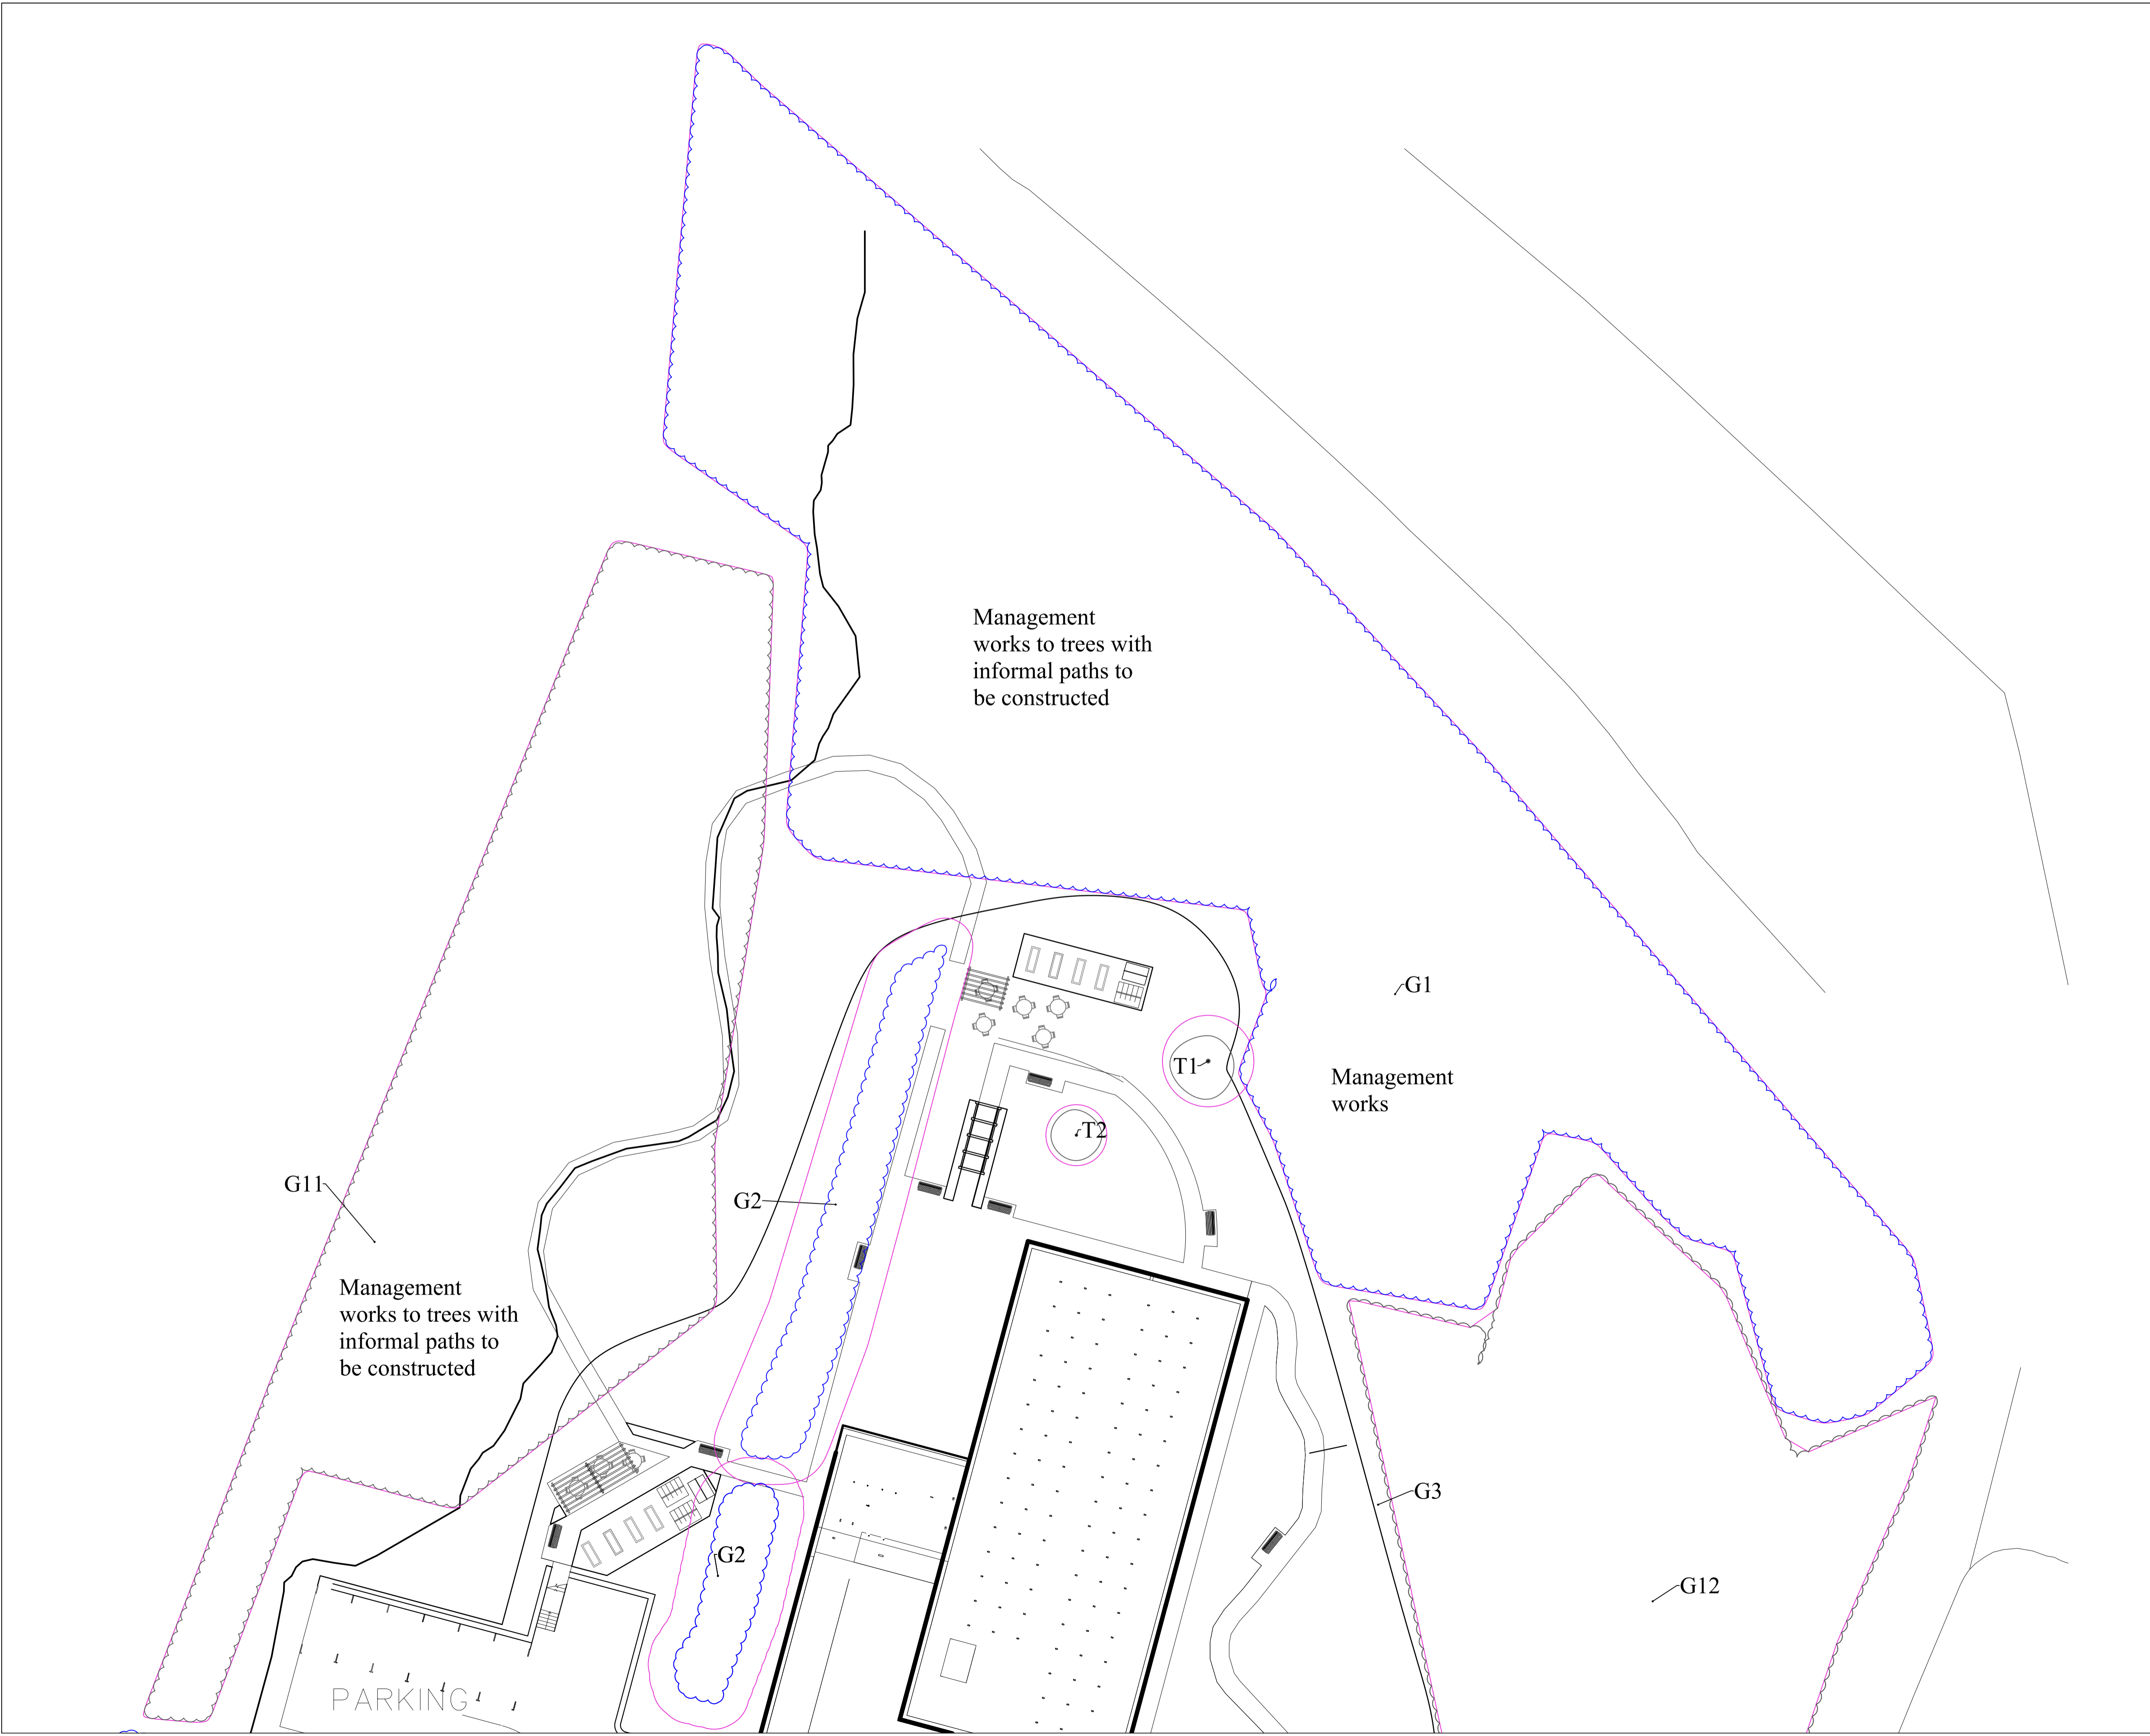 Management
works to trees with
informal paths to
be constructed
G1
T1
Management
works
T2
G11
G2
Management
works to trees with
informal paths to
be constructed
G3
G2
G12
PARKING